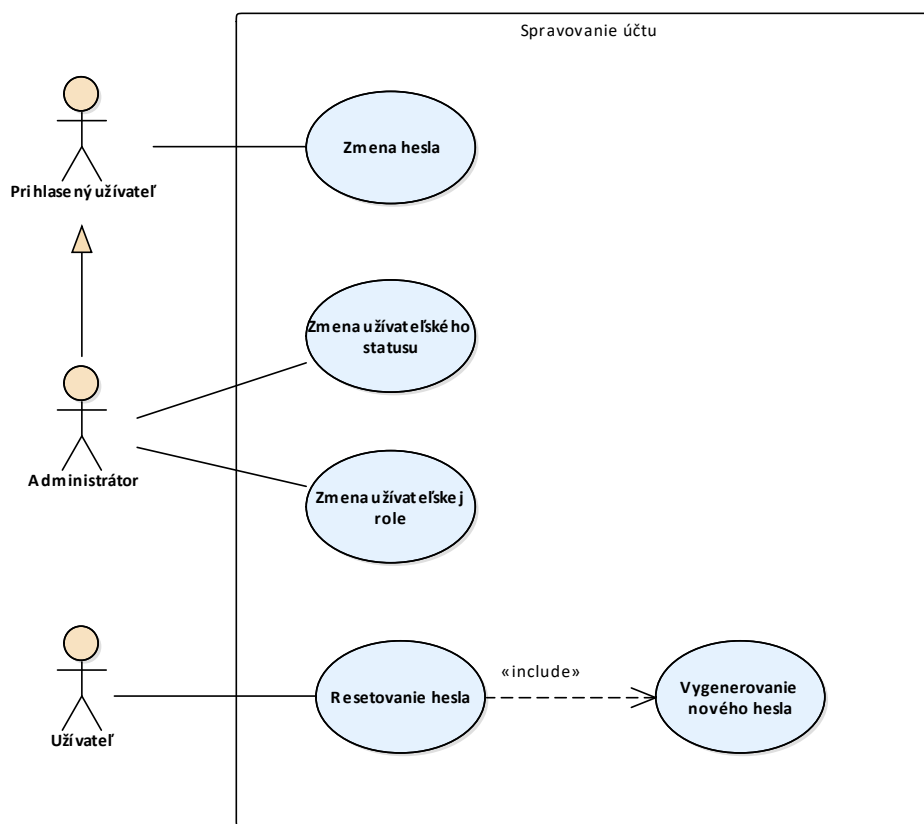 Spravovanie účtu
Zmena hesla
Prihlasený užívateľ
Zmena užívateľského
statusu
Administrátor
Zmena užívateľskej
role
Užívateľ
Resetovanie hesla
«include»
Vygenerovanie
nového hesla